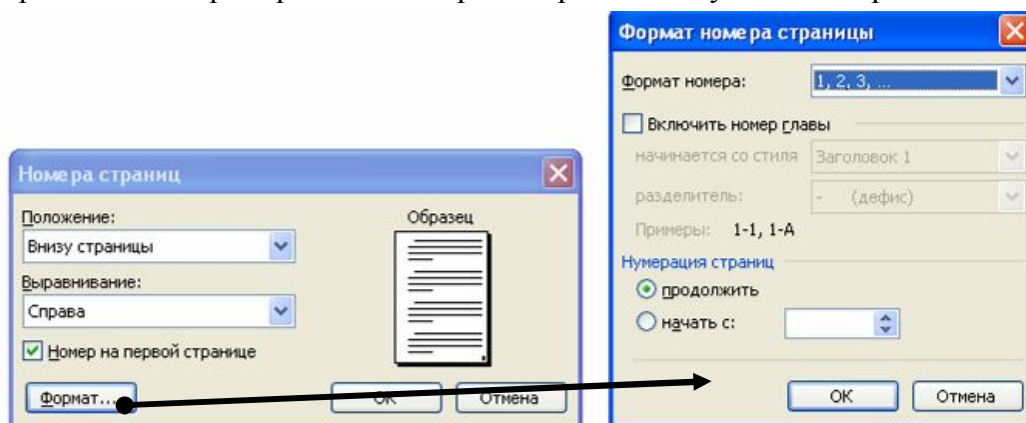 Формат номера страницы
Формат номера:
1, 2, 3, ...
Включить номер главы
начинается со стиля
Заголовок 1
разделитель:
- (дефис)
Примеры: 1-1, 1-А
Нумерация страниц
продолжить
начать с:
ОК
Отмена
Номера страниц
Положение:
Внизу страницы
Выравнивание:
Справа
Номер на первой странице
Образец
Формат...
ОК
Отмена